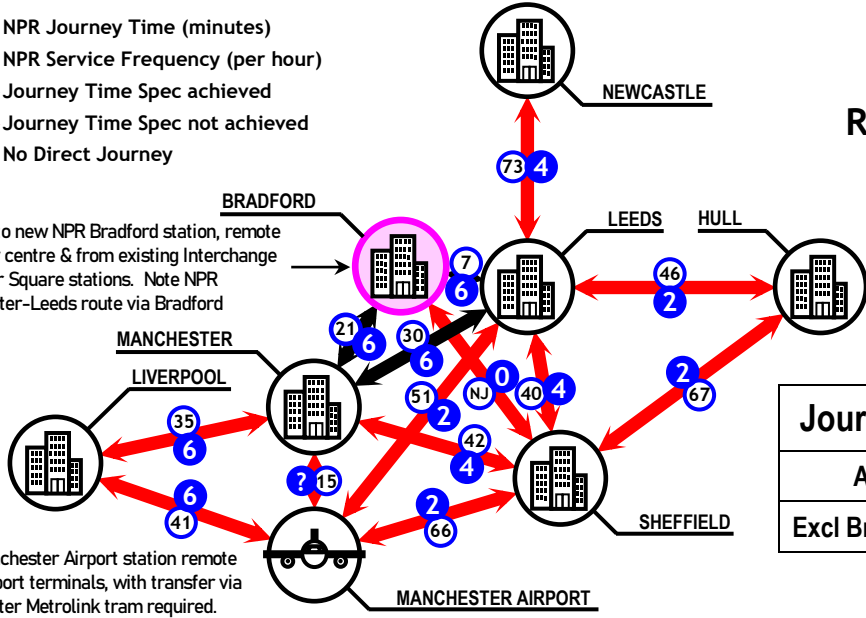 NPR Journey Time (minutes)
NPR Service Frequency (per hour)
Journey Time Spec achieved
Journey Time Spec not achieved
No Direct Journey
NEWCASTLE
R
73 4
BRADFORD
LEEDS
HULL
o new NPR Bradford station, remote
centre & from existing Interchange
r Square stations. Note NPR
ter-Leeds route via Bradford
7
6
46
2
MANCHESTER
21 6
30
6
LIVERPOOL
51
2
NJ 0
40 4
2
67
35
6
42
4
Jour
A
Excl Br
? 15
6
41
2
66
SHEFFIELD
chester Airport station remote
port terminals, with transfer via
ter Metrolink tram required.
MANCHESTER AIRPORT